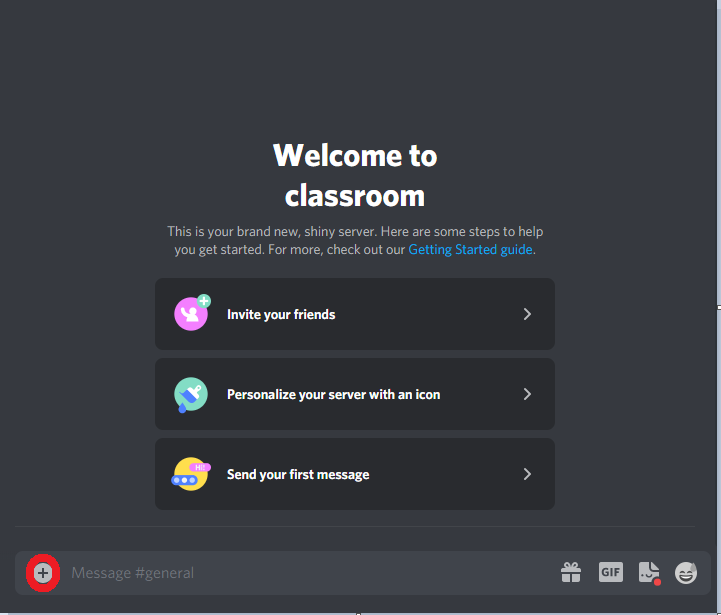 Welcome to
classroom
This is your brand new, shiny server. Here are some steps to help
you get started. For more, check out our Getting Started guide.
Invite your friends
Personalize your server with an icon
Hi!
Send your first message
Message #general
GIF